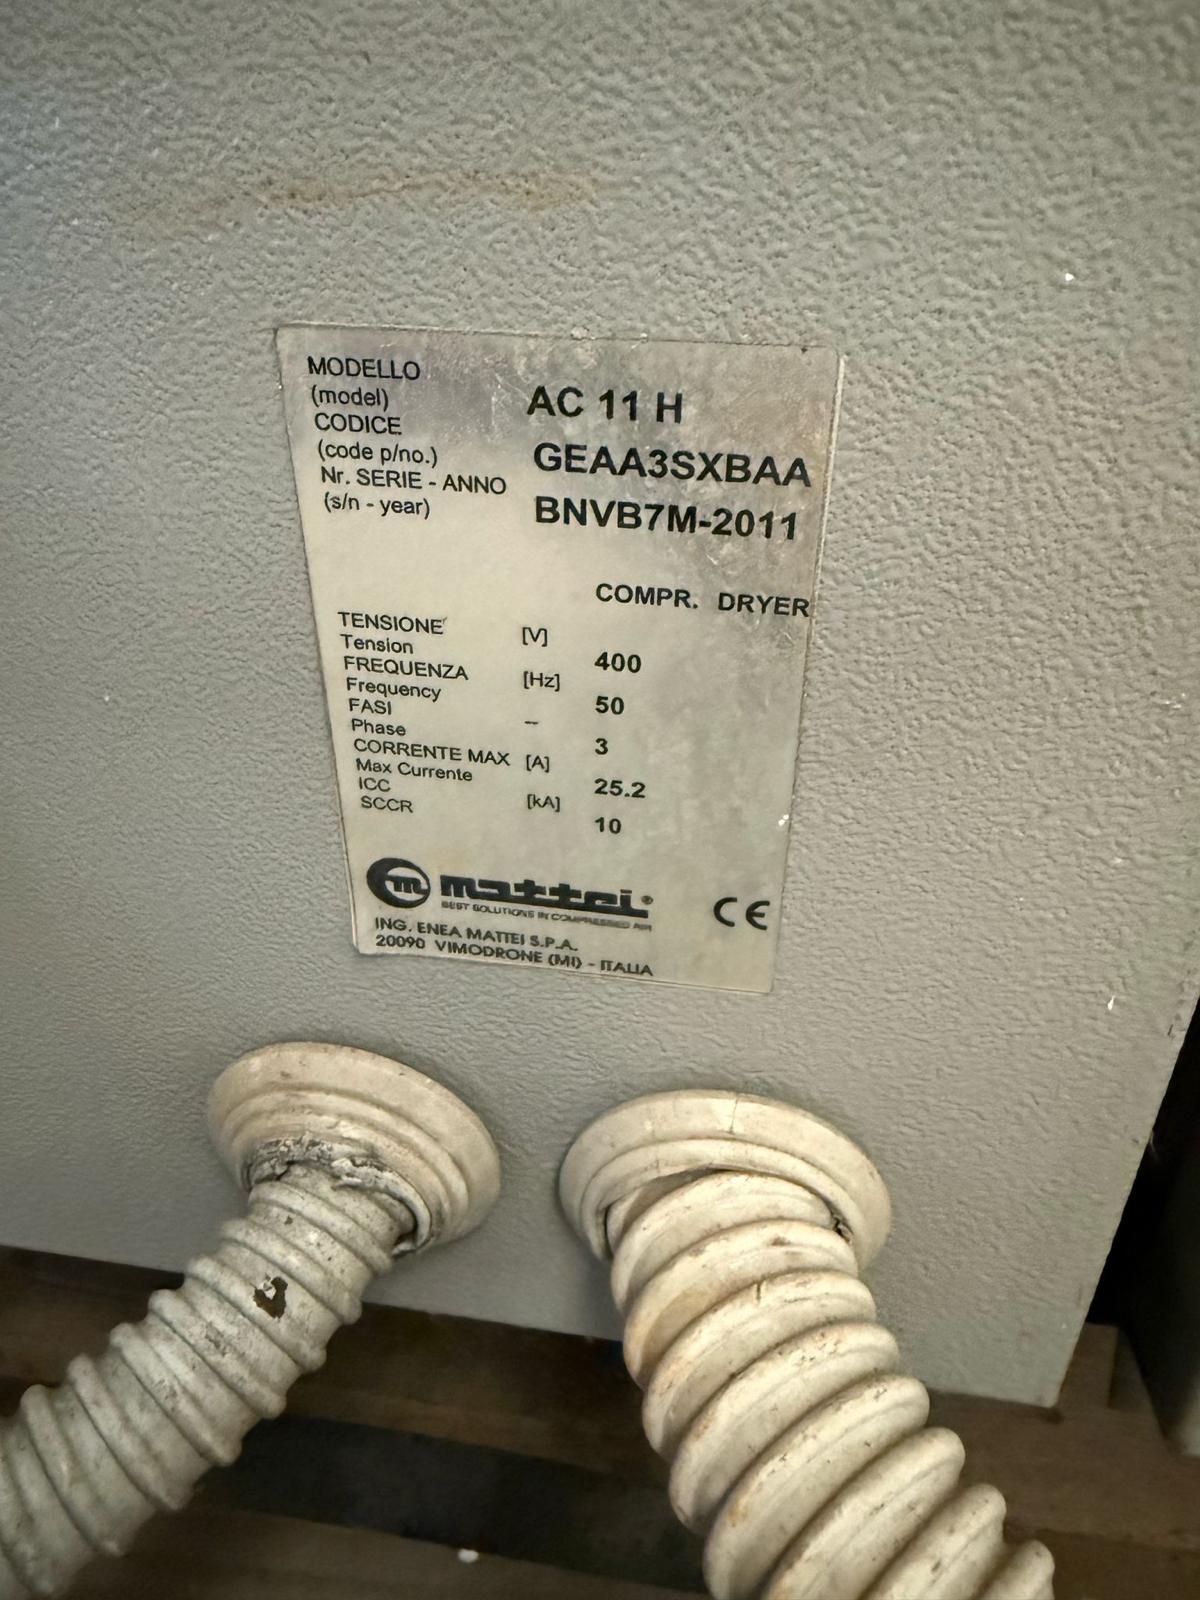 MODELLO
(model) AC 11 H
CODICE
(code p/no.) GEAA3SXBAA
Nr. SERIE - ANNO
(s/n - year) BNVB7M-2011
COMPR. DRYER
TENSIONE [V]
Tension 400
FREQUENZA [Hz]
Frequency 50
FASI --
Phase 3
CORRENTE MAX [A]
Max Currente 25.2
ICC [kA]
SCCR 10
m mattei®
BEST SOLUTIONS IN COMPRESSED AIR
CE
ING. ENEA MATTEI S.P.A.
20090 VIMODRONE (MI) - ITALIA